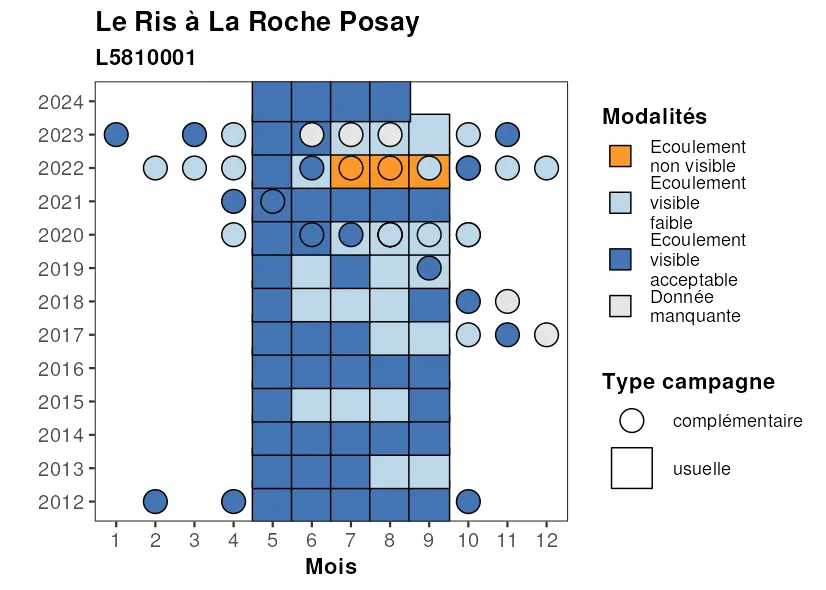 Le Ris à La Roche Posay
L5810001
2024
2023
2022
2021
2020
2019
2018
2017
2016
2015
2014
2013
2012
1 2 3 4 5 6 7 8 9 10 11 12
Mois
Modalités
Ecoulement
non visible
Ecoulement
visible
faible
Ecoulement
visible
acceptable
Donnée
manquante
Type campagne
complémentaire
usuelle